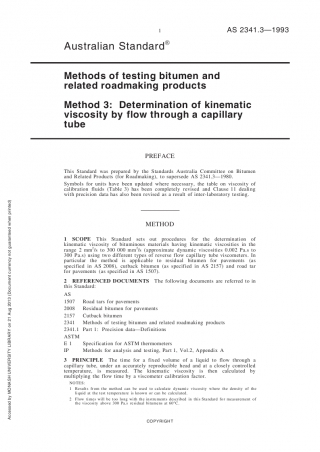 1
AS 2341.3—1993
Australian Standard®
Methods of testing bitumen and
related roadmaking products
Method 3: Determination of kinematic
viscosity by flow through a capillary
tube
PREFACE
This Standard was prepared by the Standards Australia Committee on Bitumen
and Related Products (for Roadmaking), to supersede AS 2341.3—1980.
Symbols for units have been updated where necessary, the table on viscosity of
calibration fluids (Table 3) has been completely revised and Clause 11 dealing
with precision data has also been revised as a result of inter-laboratory testing.
METHOD
1 SCOPE This Standard sets out procedures for the determination of
kinematic viscosity of bituminous materials having kinematic viscosities in the
range 2 mm²/s to 300 000 mm²/s (approximate dynamic viscosities 0.002 Pa.s to
300 Pa.s) using two different types of reverse flow capillary tube viscometers. In
particular the method is applicable to residual bitumen for pavements (as
specified in AS 2008), cutback bitumen (as specified in AS 2157) and road tar
for pavements (as specified in AS 1507).
2 REFERENCED DOCUMENTS The following documents are referred to in
this Standard:
AS
1507 Road tars for pavements
2008 Residual bitumen for pavements
2157 Cutback bitumen
2341 Methods of testing bitumen and related roadmaking products
2341.1 Part 1: Precision data—Definitions
ASTM
E 1 Specification for ASTM thermometers
IP Methods for analysis and testing, Part 1, Vol.2, Appendix A
3 PRINCIPLE The time for a fixed volume of a liquid to flow through a
capillary tube, under an accurately reproducible head and at a closely controlled
temperature, is measured. The kinematic viscosity is then calculated by
multiplying the flow time by a viscometer calibration factor.
NOTES:
1 Results from the method can be used to calculate dynamic viscosity where the density of the
liquid at the test temperature is known or can be calculated.
2 Flow times will be too long with the instruments described in this Standard for measurement of
the viscosity above 300 Pa.s residual bitumens at 60°C.
COPYRIGHT
Accessed by MONASH UNIVERSITY LIBRARY on 21 Aug 2013 (Document currency not guaranteed when printed)